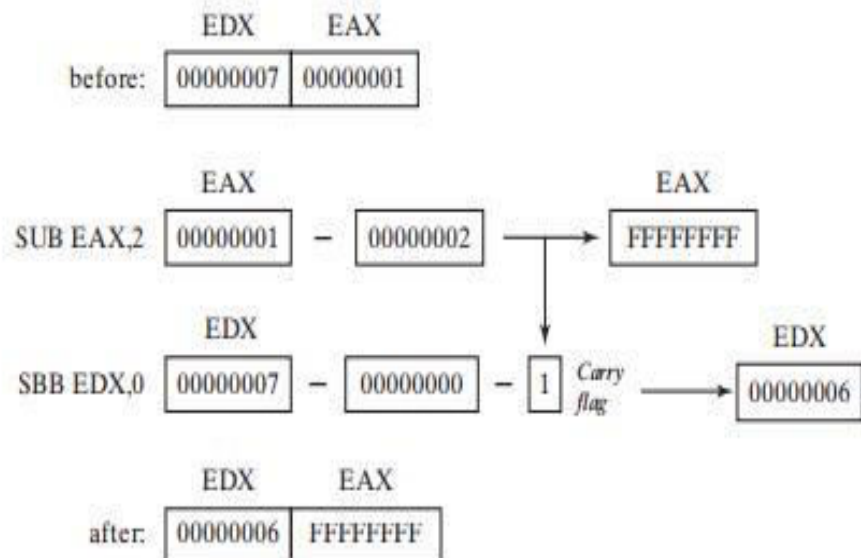 EDX EAX
before: 00000007 00000001
EAX EAX
SUB EAX,2 00000001 – 00000002 FFFFFFFF
EDX EDX
SBB EDX,0 00000007 – 00000000 – 1 Carry flag 00000006
EDX EAX
after: 00000006 FFFFFFFF